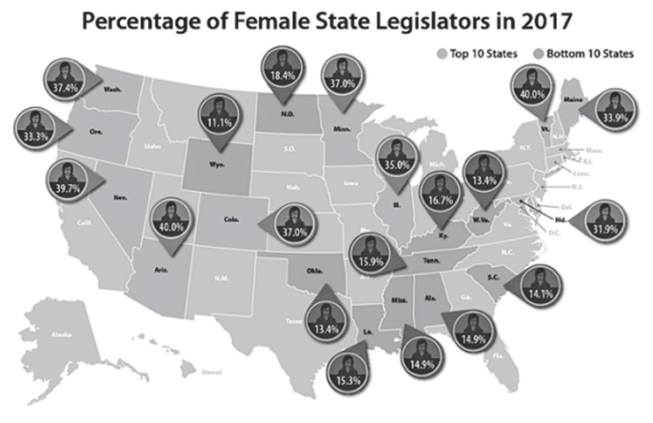 Percentage of Female State Legislators in 2017
Top 10 States
Bottom 10 States
37.4%
Wash.
33.3%
Ore.
39.7%
Nev.
Calif.
Idaho
11.1%
Wyo.
18.4%
N.D.
S.D.
Neb.
37.0%
Minn.
Iowa
40.0%
Ariz.
Colo.
37.0%
N.M.
Okla.
13.4%
Texas
35.0%
Ill.
Mich.
16.7%
Ky.
13.4%
W.Va.
Va.
15.9%
Tenn.
N.C.
S.C.
14.1%
Miss.
14.9%
Ala.
14.9%
Ga.
Fla.
La.
15.3%
40.0%
Vt.
N.H.
Maine
33.9%
N.Y.
Mass.
R.I.
Conn.
N.J.
Del.
Md.
31.9%
D.C.
Alaska
Hawaii